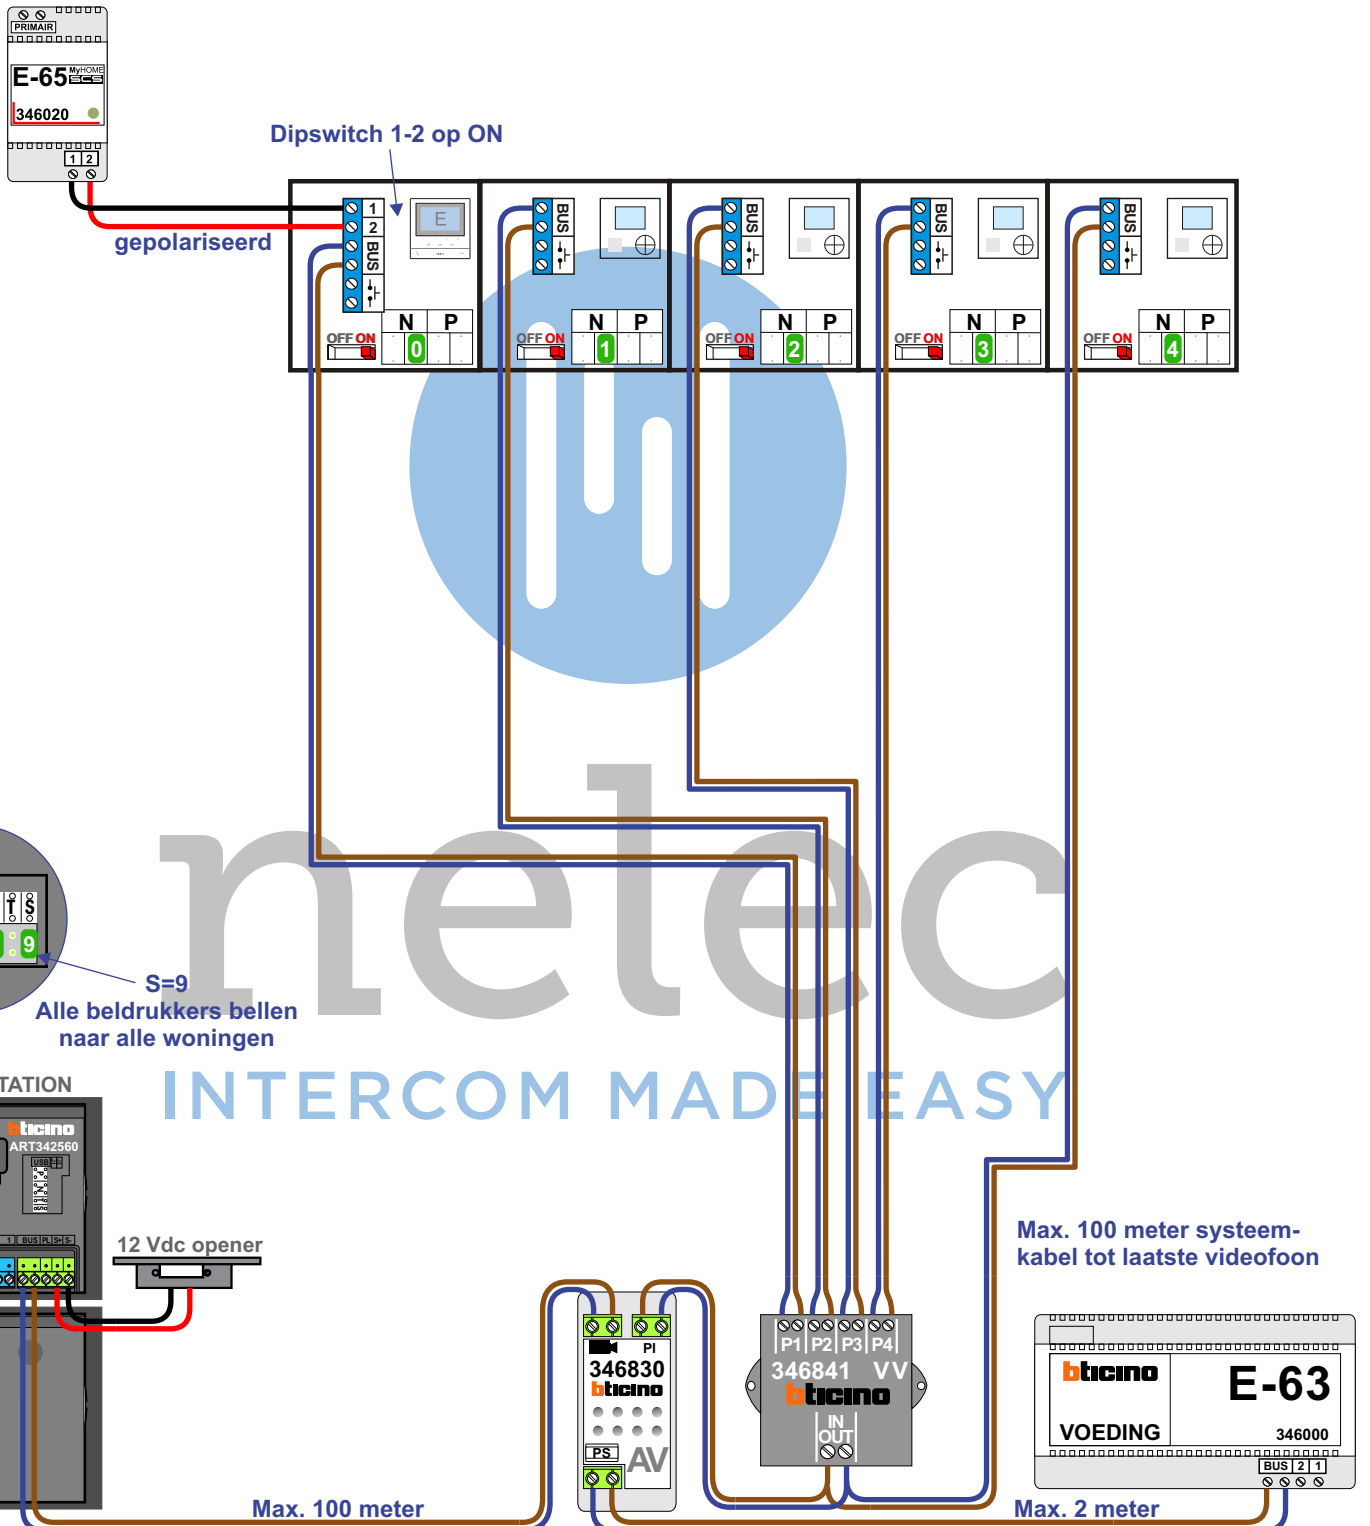 PRIMAIR
E-65 MyHOME
SCS
346020
1 2
Dipswitch 1-2 op ON
gepolariseerd
1
2
BUS
E
N P
OFF ON
0
BUS
N P
OFF ON
1
BUS
N P
OFF ON
2
BUS
N P
OFF ON
3
BUS
N P
OFF ON
4
nelec
INTERCOM MADE EASY
T S
9
S=9
Alle beldrukkers bellen
naar alle woningen
TATION
bticino
ART342560
USB
P
N
T
S
1 BUS PL S+ S-
12 Vdc opener
Max. 100 meter
PI
346830
bticino
PS
AV
P1 P2 P3 P4
346841 VV
bticino
IN
OUT
Max. 100 meter systeem-
kabel tot laatste videofoon
bticino
E-63
VOEDING
346000
BUS 2 1
Max. 2 meter